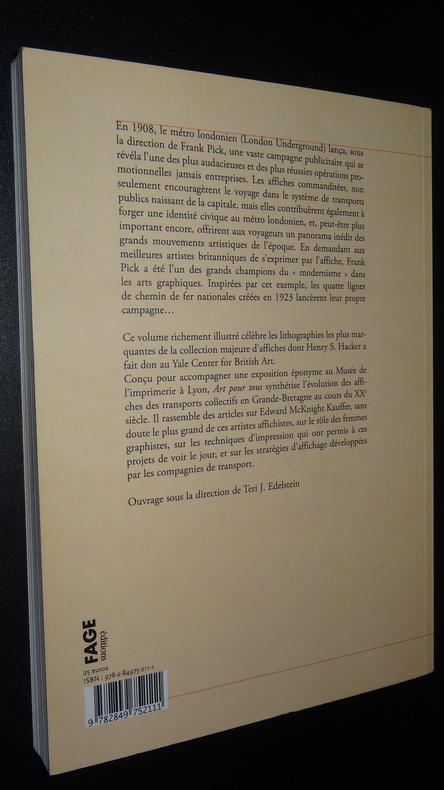 En 1908, le métro londonien (London Underground) lança, sous
la direction de Frank Pick, une vaste campagne publicitaire qui se
révéla l'une des plus audacieuses et des plus réussies opérations pro-
motionnelles jamais entreprises. Les affiches commanditées, non
seulement encouragèrent le voyage dans le système de transports
publics naissant de la capitale, mais elles contribuèrent également à
forger une identité civique au métro londonien, et, peut-être plus
important encore, offrirent aux voyageurs un panorama inédit des
grands mouvements artistiques de l'époque. En demandant aux
meilleures artistes britanniques de s'exprimer par l'affiche, Frank
Pick a été l'un des grands champions du « modernisme » dans
les arts graphiques. Inspirées par cet exemple, les quatre lignes
de chemin de fer nationales créées en 1923 lancèrent leur propre
campagne…
Ce volume richement illustré célèbre les lithographies les plus mar-
quantes de la collection majeure d'affiches dont Henry S. Hacker a
fait don au Yale Center for British Art.
Conçu pour accompagner une exposition éponyme au Musée de
l'imprimerie à Lyon, Art pour tous synthétise l'évolution des affi-
ches des transports collectifs en Grande-Bretagne au cours du XXe
siècle. Il rassemble des articles sur Edward McKnight Kauffer, sans
doute le plus grand de ces artistes affichistes, sur le rôle des femmes
graphistes, sur les techniques d'impression qui ont permis à ces
projets de voir le jour, et sur les stratégies d'affichage développées
par les compagnies de transport.
Ouvrage sous la direction de Teri J. Edelstein
FAGE
éditions
25 euros
ISBN : 978-2-84975-211-1
9 782849 752111